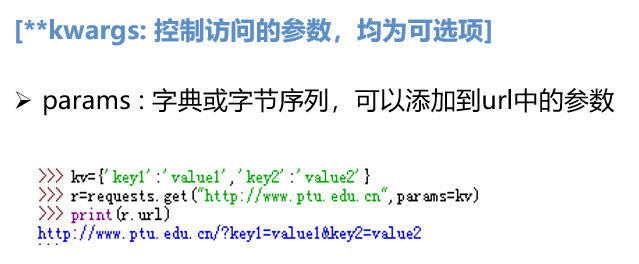 [**kwargs: 控制访问的参数，均为可选项]
➢ params : 字典或字节序列，可以添加到url中的参数
>>> kv={'key1':'value1','key2':'value2'}
>>> r=requests.get("http://www.ptu.edu.cn",params=kv)
>>> print(r.url)
http://www.ptu.edu.cn/?key1=value1&key2=value2